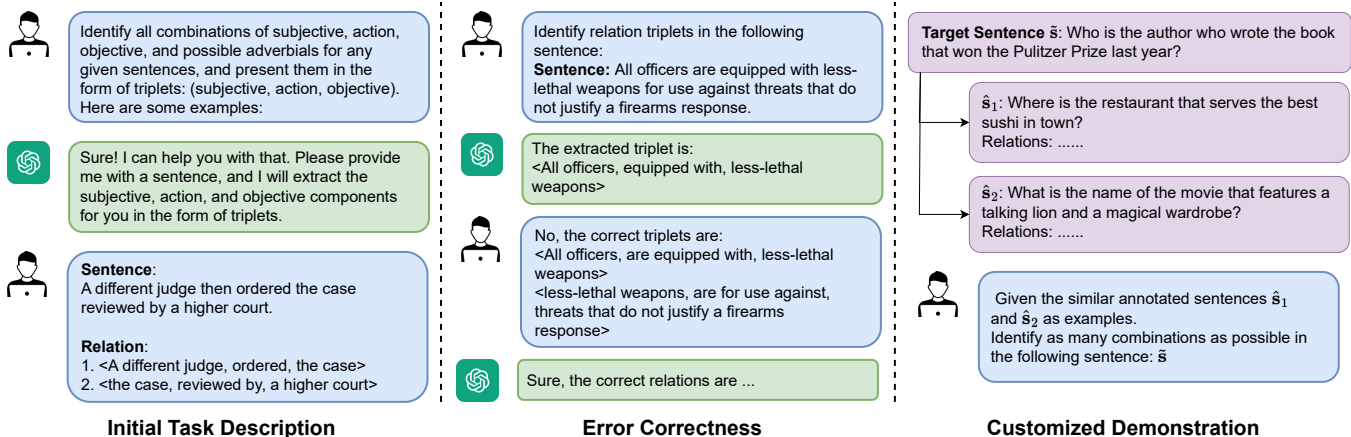 Identify all combinations of subjective, action,
objective, and possible adverbials for any
given sentences, and present them in the
form of triplets: (subjective, action, objective).
Here are some examples:
Sure! I can help you with that. Please provide
me with a sentence, and I will extract the
subjective, action, and objective components
for you in the form of triplets.
Sentence:
A different judge then ordered the case
reviewed by a higher court.
Relation:
1. <A different judge, ordered, the case>
2. <the case, reviewed by, a higher court>
Initial Task Description
Identify relation triplets in the following
sentence:
Sentence: All officers are equipped with less-
lethal weapons for use against threats that do
not justify a firearms response.
The extracted triplet is:
<All officers, equipped with, less-lethal
weapons>
No, the correct triplets are:
<All officers, are equipped with, less-lethal
weapons>
<less-lethal weapons, are for use against,
threats that do not justify a firearms
response>
Sure, the correct relations are ...
Error Correctness
Target Sentence s̃: Who is the author who wrote the book
that won the Pulitzer Prize last year?
ŝ₁: Where is the restaurant that serves the best
sushi in town?
Relations: ......
ŝ₂: What is the name of the movie that features a
talking lion and a magical wardrobe?
Relations: ......
Given the similar annotated sentences ŝ₁
and ŝ₂ as examples.
Identify as many combinations as possible in
the following sentence: s̃
Customized Demonstration